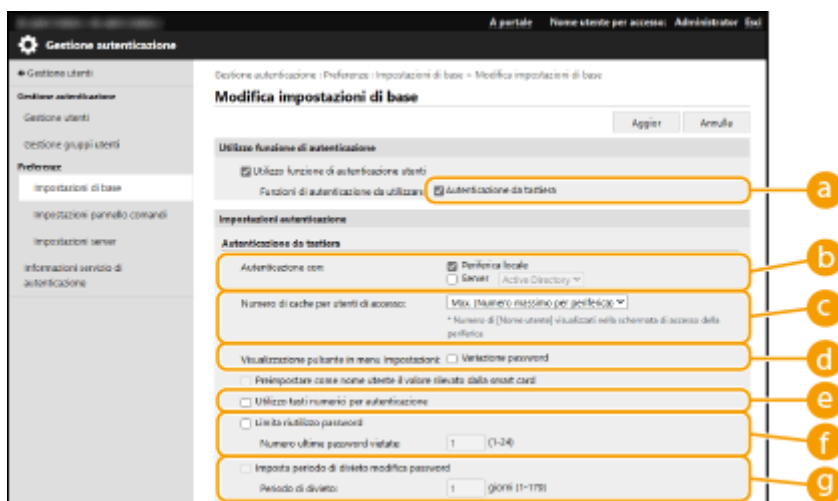 A portale Nome utente per accesso: Administrator Esci
Gestione autenticazione
Gestione utenti
Gestione autenticazione : Preferenze : Impostazioni di base > Modifica impostazioni di base
Gestione autenticazione
Modifica impostazioni di base
Gestione utenti
Aggior Annulla
Gestione gruppi utenti
Utilizzo funzione di autenticazione
Preferenze
Utilizzo funzione di autenticazione utenti
Impostazioni di base
Funzioni di autenticazione da utilizzare: Autenticazione da tastiera
a
Impostazioni pannello comandi
Impostazioni autenticazione
Impostazioni server
Autenticazione da tastiera
Informazioni servizio di autenticazione
Autenticazione con: Periferica locale
Server Active Directory
b
Numero di cache per utenti di accesso: Max. (Numero massimo per periferica)
* Numero di [Nome utente] visualizzati nella schermata di accesso della
periferica
c
Visualizzazione pulsante in menu Impostazioni: Variazione password
d
Preimpostare come nome utente il valore rilevato dalla smart card
Utilizzo tasti numerici per autenticazione
e
Limita riutilizzo password
Numero ultime password vietate: 1 (1-24)
f
Imposta periodo di divieto modifica password
Periodo di divieto: 1 giorni (1-179)
g